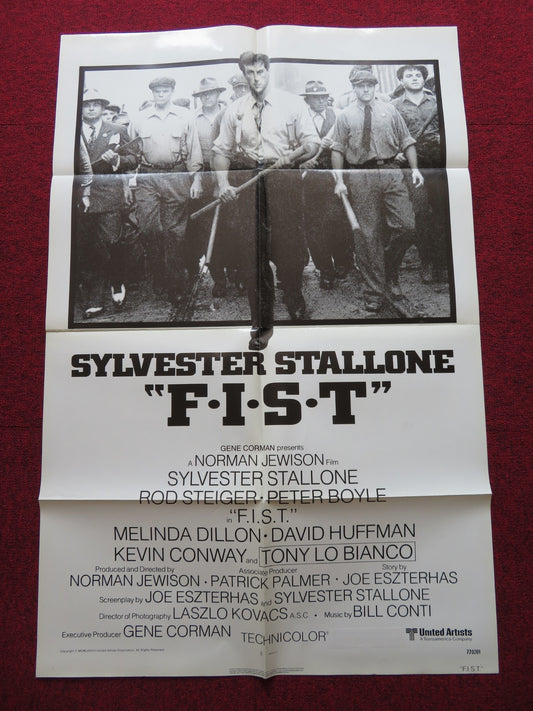 SYLVESTER STALLONE
"F·I·S·T"
GENE CORMAN presents
A NORMAN JEWISON Film
SYLVESTER STALLONE
ROD STEIGER · PETER BOYLE
in "F.I.S.T."
MELINDA DILLON · DAVID HUFFMAN
KEVIN CONWAY and TONY LO BIANCO
Produced and Directed by Associate Producer Story by
NORMAN JEWISON · PATRICK PALMER · JOE ESZTERHAS
Screenplay by JOE ESZTERHAS and SYLVESTER STALLONE
Director of Photography LASZLO KOVACS A.S.C. · Music by BILL CONTI
Executive Producer GENE CORMAN TECHNICOLOR®
United Artists
A Transamerica Company
770201
"F.I.S.T."